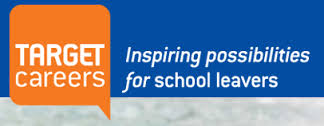 TARGET
careers
Inspiring possibilities
for school leavers